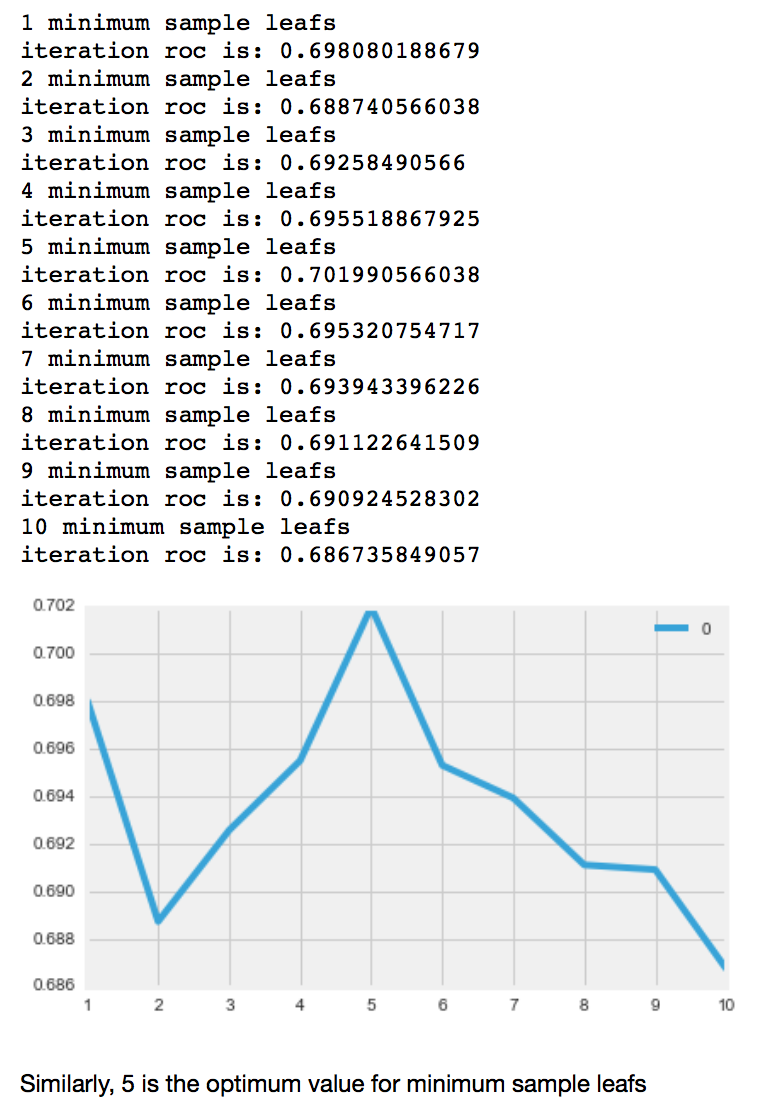 1 minimum sample leafs
iteration roc is: 0.698080188679
2 minimum sample leafs
iteration roc is: 0.688740566038
3 minimum sample leafs
iteration roc is: 0.69258490566
4 minimum sample leafs
iteration roc is: 0.695518867925
5 minimum sample leafs
iteration roc is: 0.701990566038
6 minimum sample leafs
iteration roc is: 0.695320754717
7 minimum sample leafs
iteration roc is: 0.693943396226
8 minimum sample leafs
iteration roc is: 0.691122641509
9 minimum sample leafs
iteration roc is: 0.690924528302
10 minimum sample leafs
iteration roc is: 0.686735849057
0.702
0
0.700
0.698
0.696
0.694
0.692
0.690
0.688
0.686
1 2 3 4 5 6 7 8 9 10
Similarly, 5 is the optimum value for minimum sample leafs